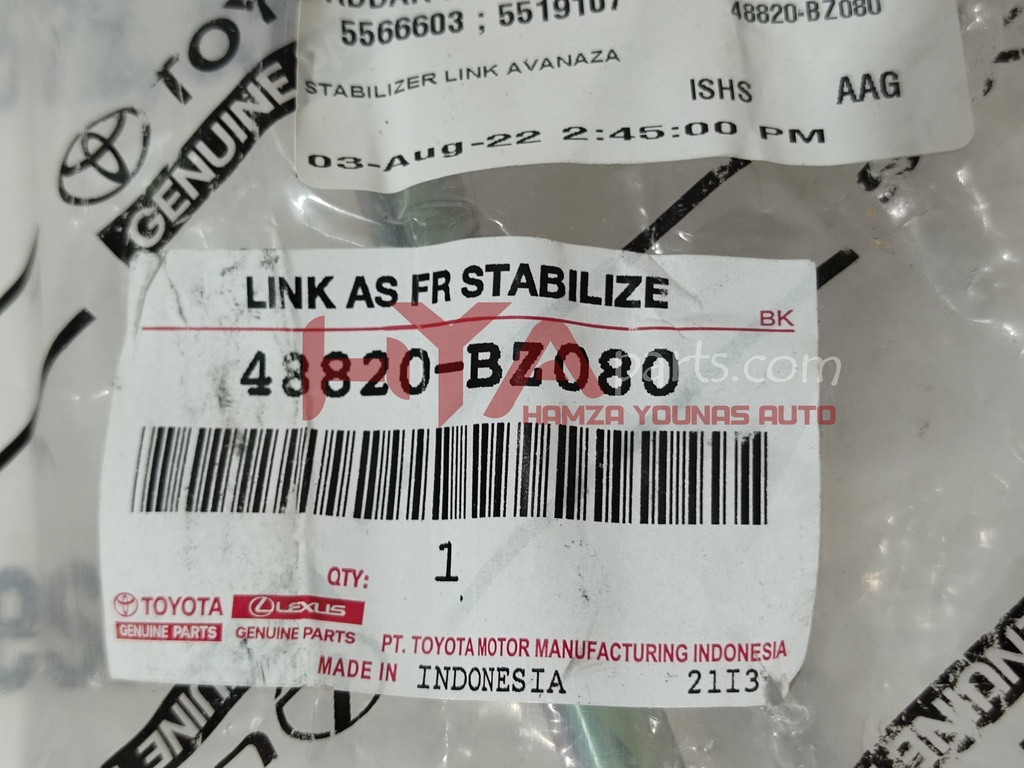 5566603 ; 5519107
48820-BZ080
STABILIZER LINK AVANAZA
ISHS
AAG
03-Aug-22 2:45:00 PM
TOYO
GENUINE
LINK AS FR STABILIZE
BK
48820-BZ080
HYA parts.com
HAMZA YOUNAS AUTO
QTY: 1
TOYOTA
GENUINE PARTS
LEXUS
GENUINE PARTS
PT. TOYOTA MOTOR MANUFACTURING INDONESIA
MADE IN INDONESIA 21I3
GENUINE